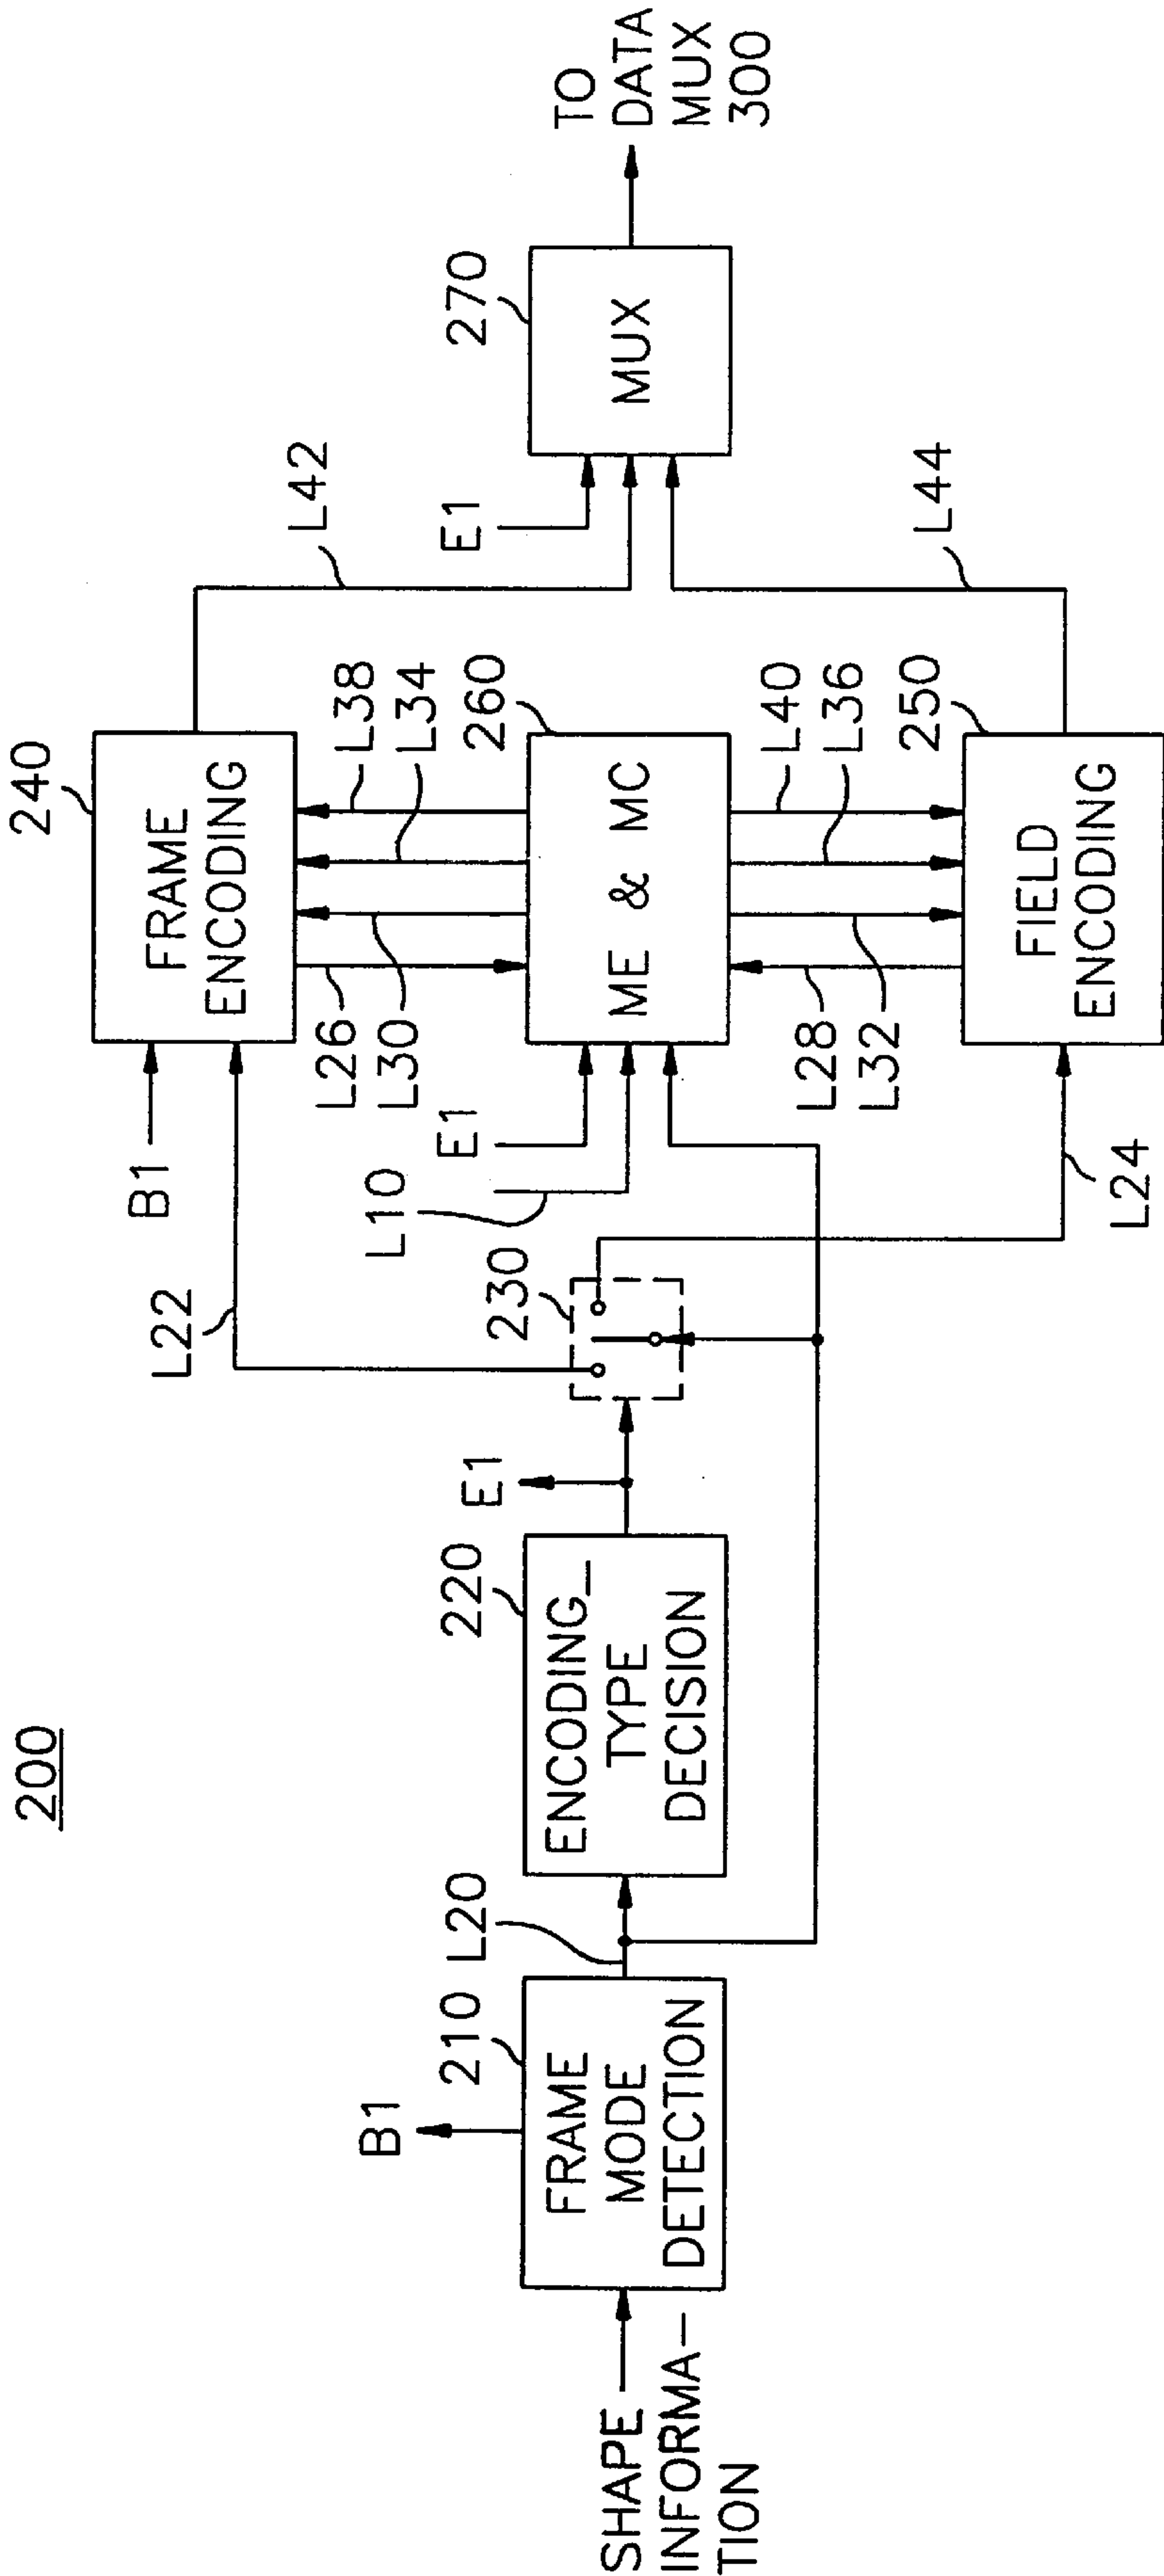 200
SHAPE
INFORMA-
TION
B1
210
FRAME
MODE
DETECTION
L20
220
ENCODING_
TYPE
DECISION
E1
230
L22
L24
B1
240
FRAME
ENCODING
L10
E1
L26
L30
L38
L34
260
ME & MC
L28
L32
L40
L36
250
FIELD
ENCODING
L42
L44
E1
270
MUX
TO
DATA
MUX
300